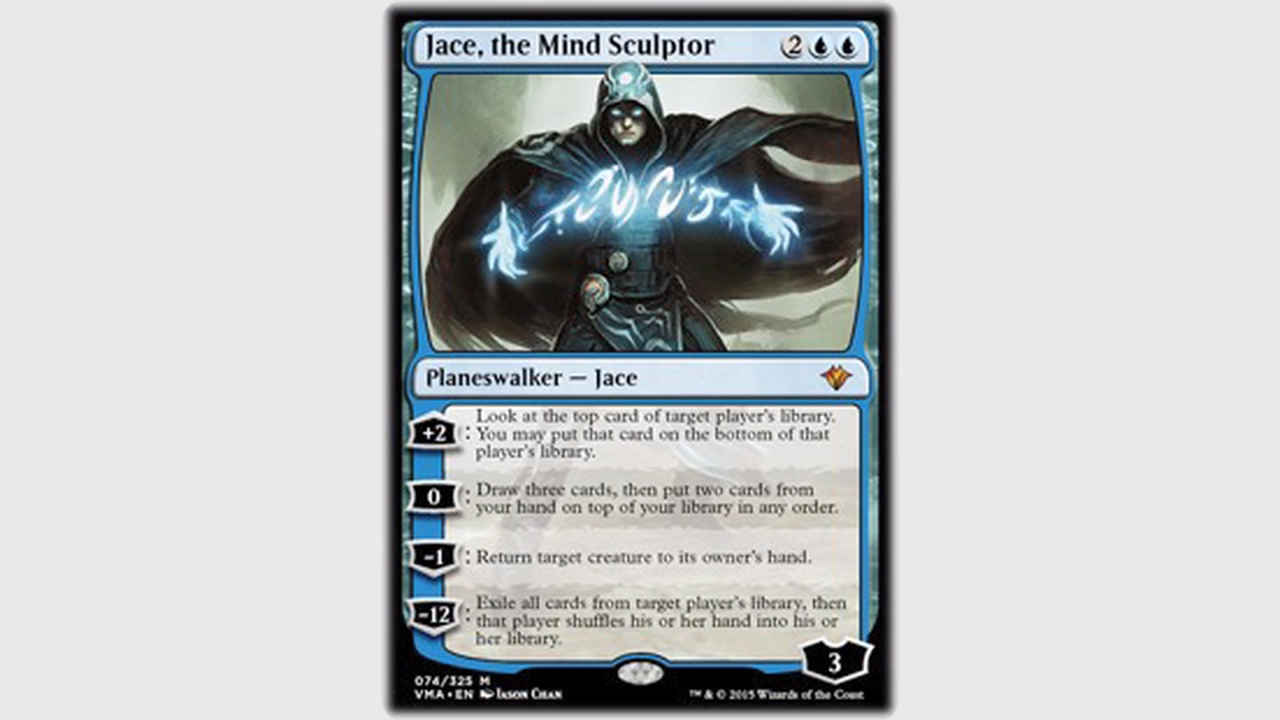 Jace, the Mind Sculptor 2
Planeswalker — Jace
+2 : Look at the top card of target player's library.
You may put that card on the bottom of that
player's library.
0 : Draw three cards, then put two cards from
your hand on top of your library in any order.
-1 : Return target creature to its owner's hand.
-12 : Exile all cards from target player's library, then
that player shuffles his or her hand into his or
her library.
3
074/325 M
VMA • EN Jason Chan ™ & © 2015 Wizards of the Coast